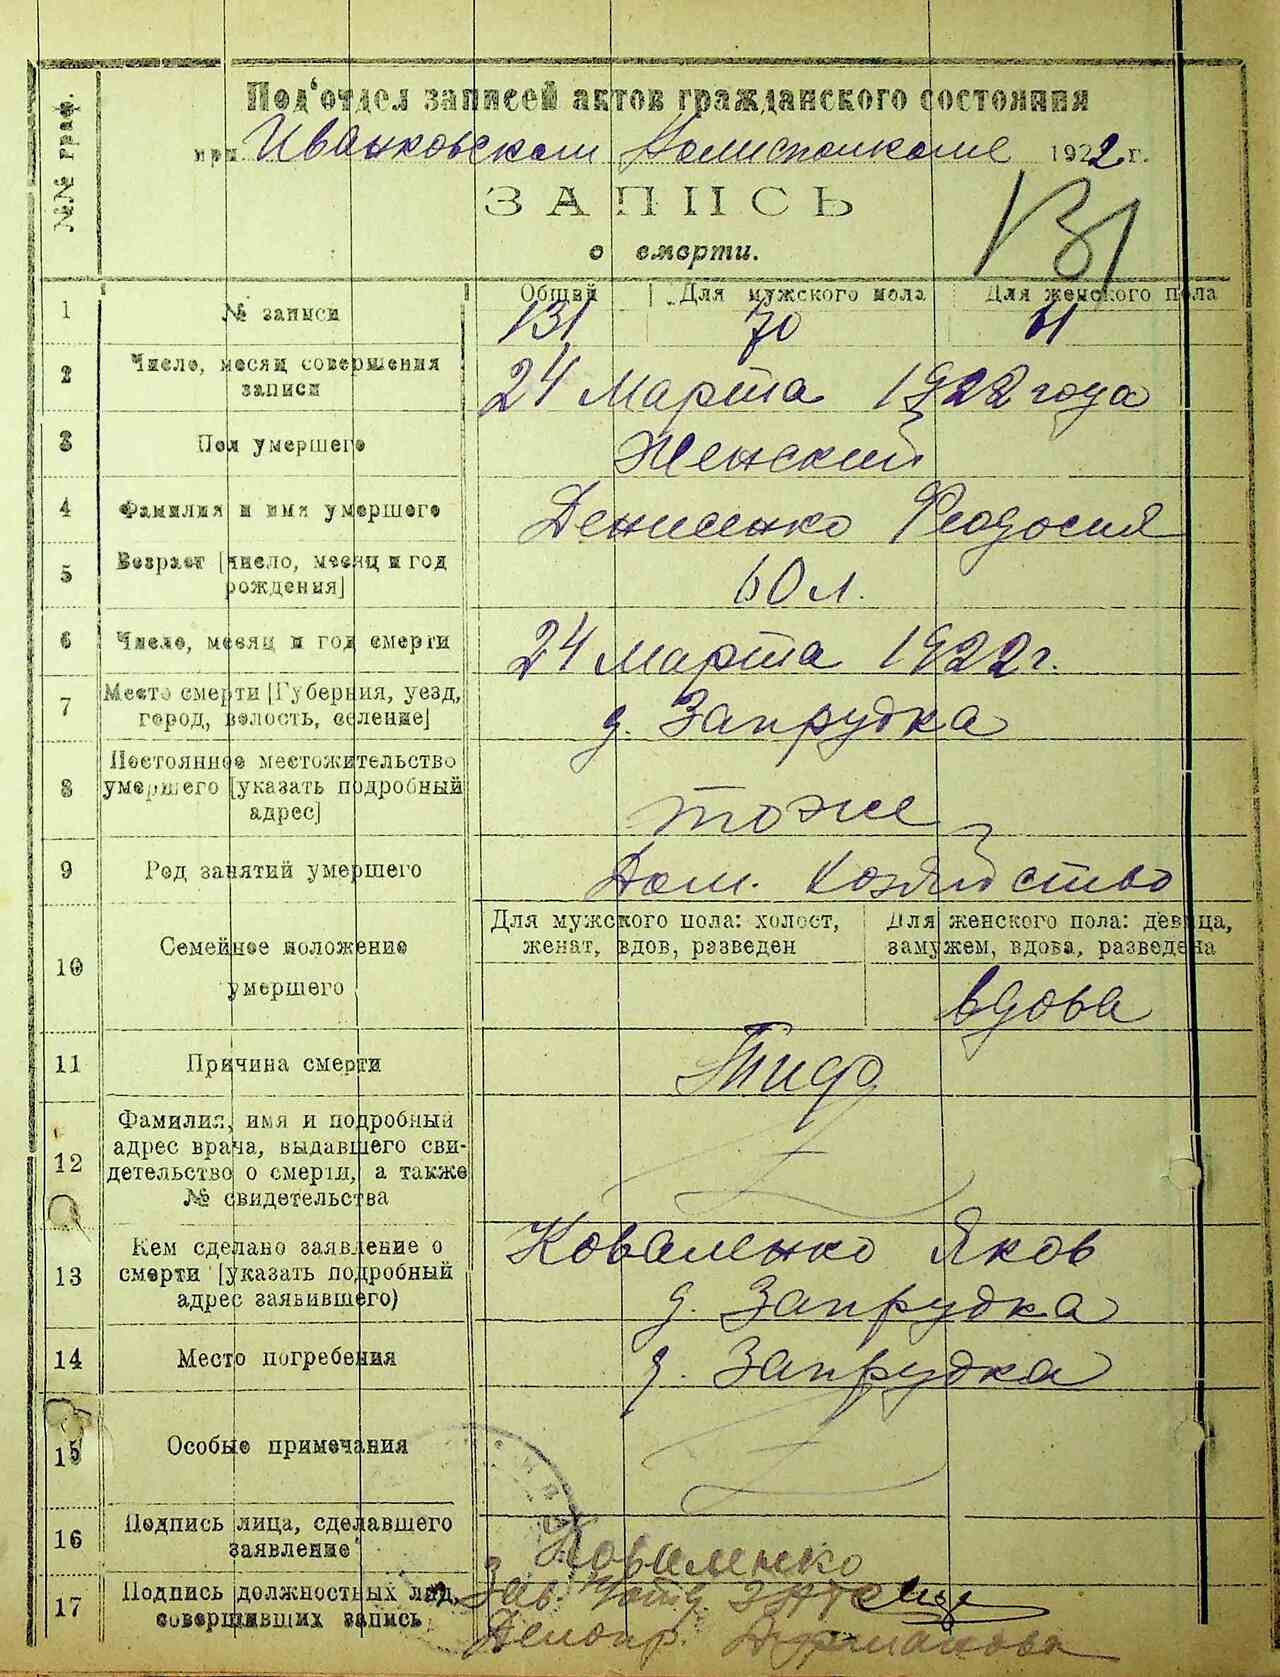 №№ граф.
Под'отдел записей актов гражданского состояния
при Иванковском Волисполкоме 1922 г.
ЗАПИСЬ
о смерти.
131
1 № записи Общий Для мужского пола Для женского пола
131 70 61
2 Число, месяц совершения записи 24 Марта 1922 года
3 Пол умершего Женский
4 Фамилия и имя умершего Денисенко Феодосия
5 Возраст [число, месяц и год рождения] 60 л.
6 Число, месяц и год смерти 24 Марта 1922 г.
7 Место смерти [Губерния, уезд, город, волость, селение] д. Запрудка
8 Постоянное местожительство умершего [указать подробный адрес] тоже
9 Род занятий умершего Дом. хозяйство
10 Семейное положение умершего
Для мужского пола: холост, женат, вдов, разведен
Для женского пола: девица, замужем, вдова, разведена
вдова
11 Причина смерти Тиф
12 Фамилия, имя и подробный адрес врача, выдавшего свидетельство о смерти, а также № свидетельства
13 Кем сделано заявление о смерти [указать подробный адрес заявившего) Коваленко Яков
д. Запрудка
14 Место погребения д. Запрудка
15 Особые примечания
16 Подпись лица, сделавшего заявление Коваленко
17 Подпись должностных лиц, совершивших запись Зав. Подотд. ЗАГС
Делопр.